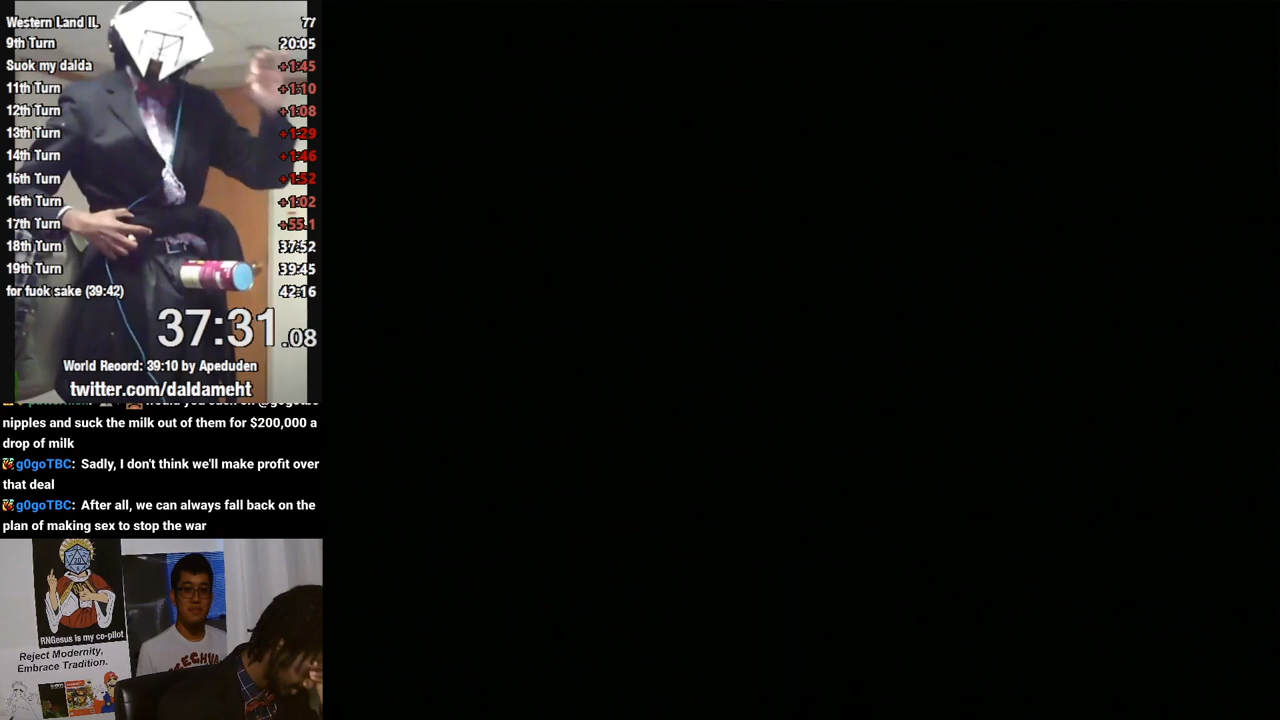 Western Land II. 77
9th Turn 20:05
Suok my dalda +1:45
11th Turn +1:10
12th Turn +1:08
13th Turn +1:29
14th Turn +1:46
15th Turn +1:52
16th Turn +1:02
17th Turn +55.1
18th Turn 37:52
19th Turn 39:45
for fuok sake (39:42) 42:16
37:31.08
World Reoord: 39:10 by Apeduden
twitter.com/daldameht
nipples and suck the milk out of them for $200,000 a
drop of milk
g0goTBC: Sadly, I don't think we'll make profit over
that deal
g0goTBC: After all, we can always fall back on the
plan of making sex to stop the war
RNGesus is my co-pilot
Reject Modernity,
Embrace Tradition.